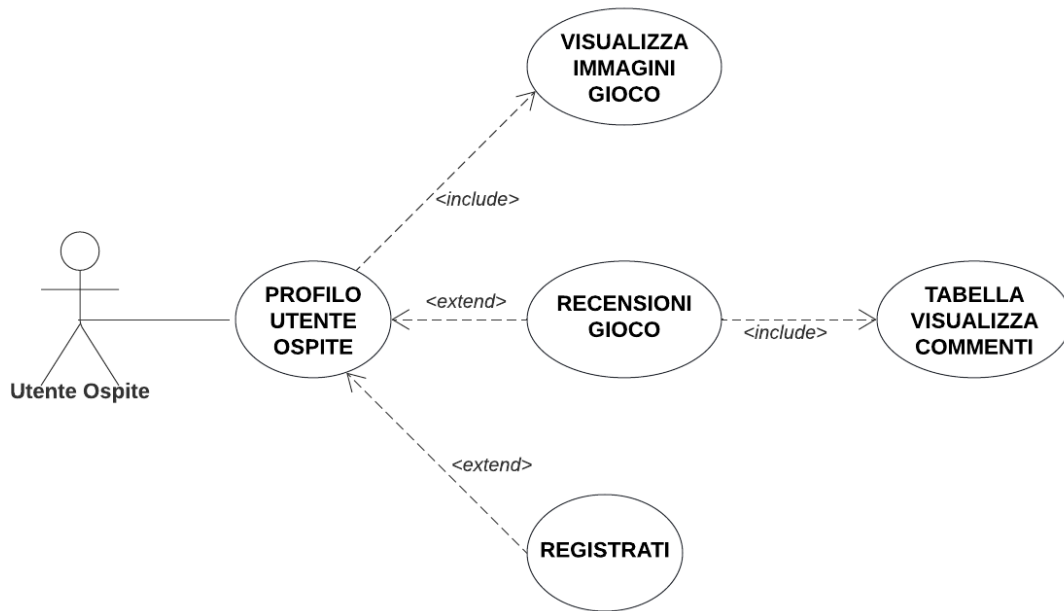 VISUALIZZA
IMMAGINI
GIOCO
<include>
PROFILO
UTENTE
OSPITE
<extend>
RECENSIONI
GIOCO
<include>
TABELLA
VISUALIZZA
COMMENTI
Utente Ospite
<extend>
REGISTRATI